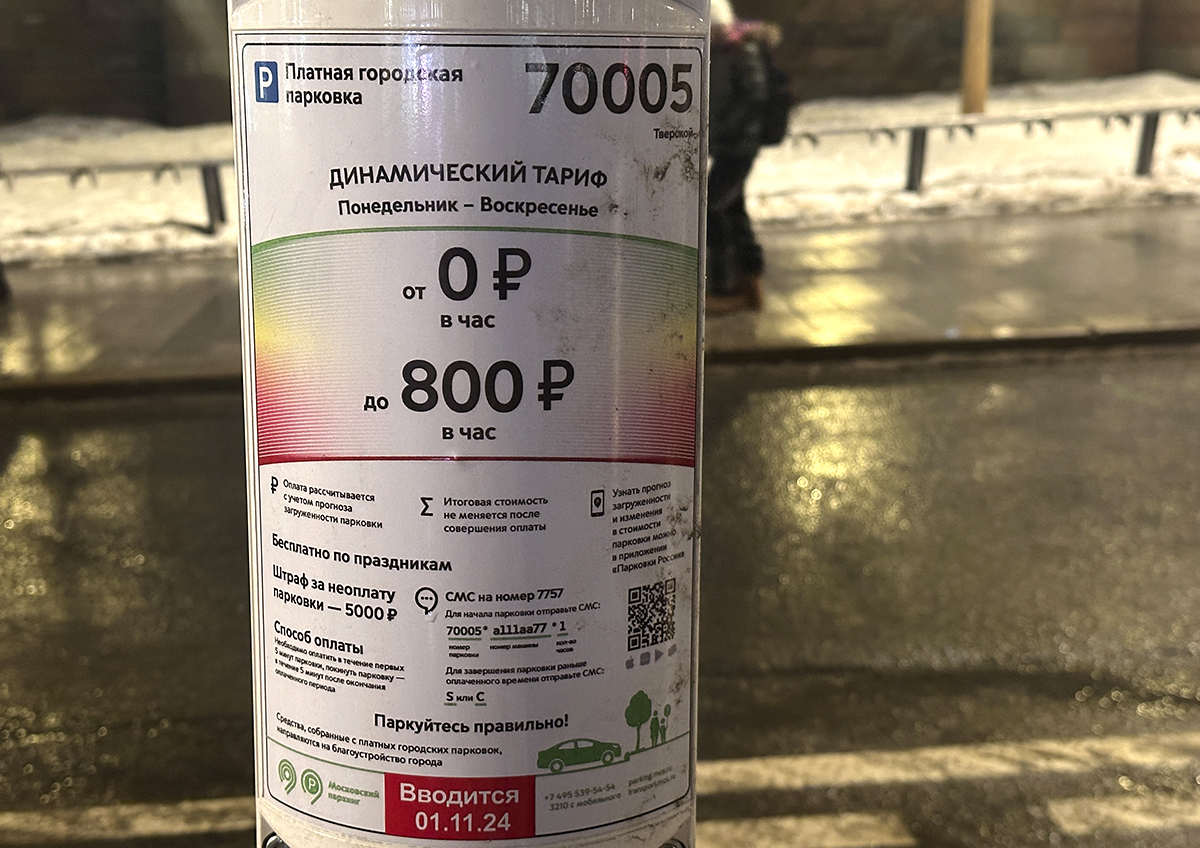 P
Платная городская
парковка
70005
Тверской
ДИНАМИЧЕСКИЙ ТАРИФ
Понедельник – Воскресенье
от 0 ₽
в час
до 800 ₽
в час
₽
Оплата рассчитывается
с учетом прогноза
загруженности парковки
Σ
Итоговая стоимость
не меняется после
совершения оплаты
Узнать прогноз
загруженности
и изменения
в стоимости
парковки можно
в приложении
«Парковки России»
Бесплатно по праздникам
Штраф за неоплату
парковки — 5000 ₽
Способ оплаты
Необходимо оплатить в течение первых
5 минут парковки, покинуть парковку —
в течение 5 минут после окончания
оплаченного периода
СМС на номер 7757
Для начала парковки отправьте СМС:
70005* а111аа77 *1
номер парковки номер машины кол-во часов
Для завершения парковки раньше
оплаченного времени отправьте СМС:
S или С
Паркуйтесь правильно!
Средства, собранные с платных городских парковок,
направляются на благоустройство города
P
Московский
паркинг
Вводится
01.11.24
+7 495 539-54-54
3210 с мобильного
parking.mos.ru
transport.mos.ru